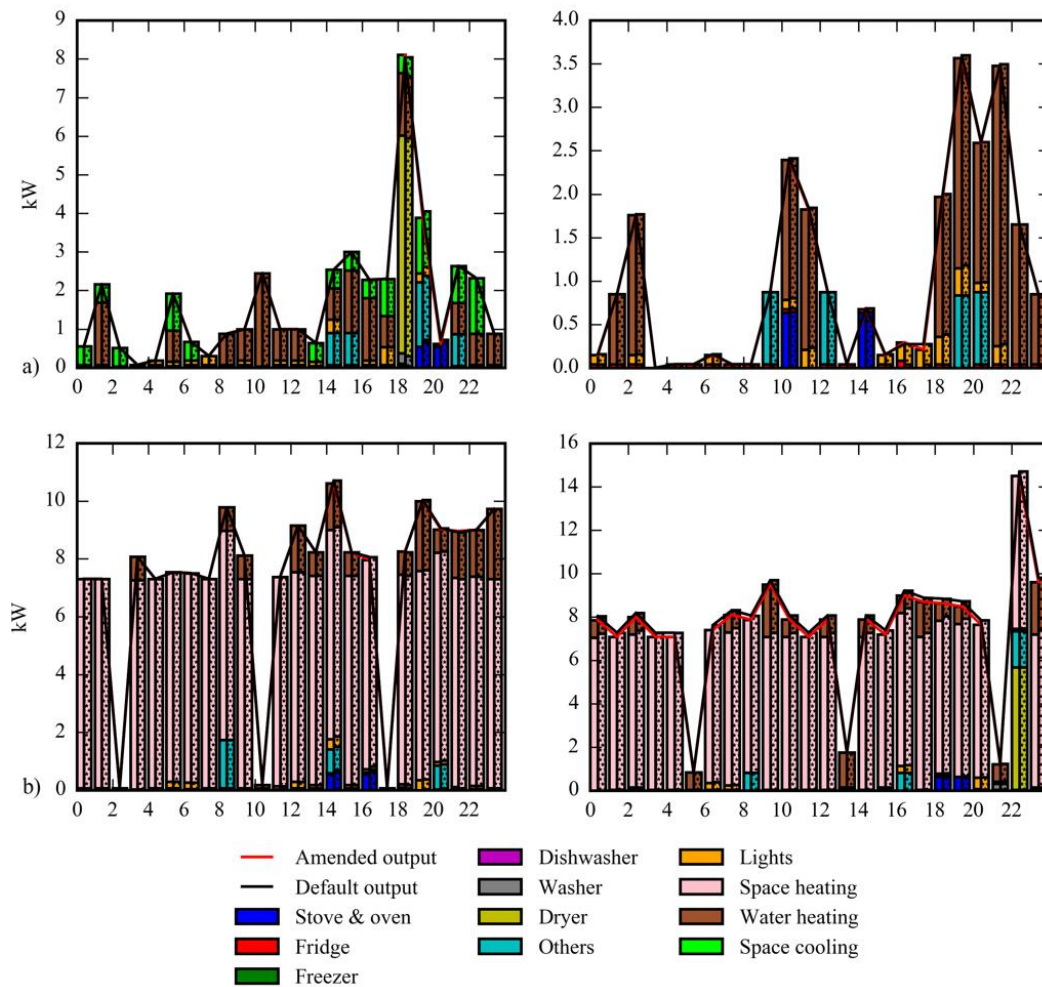 9
8
7
6
5
4
3
2
1
0
kW
a)
0 2 4 6 8 10 12 14 16 18 20 22
4.0
3.5
3.0
2.5
2.0
1.5
1.0
0.5
0.0
0 2 4 6 8 10 12 14 16 18 20 22
12
10
8
6
4
2
0
kW
b)
0 2 4 6 8 10 12 14 16 18 20 22
16
14
12
10
8
6
4
2
0
0 2 4 6 8 10 12 14 16 18 20 22
Amended output
Default output
Stove & oven
Fridge
Freezer
Dishwasher
Washer
Dryer
Others
Lights
Space heating
Water heating
Space cooling